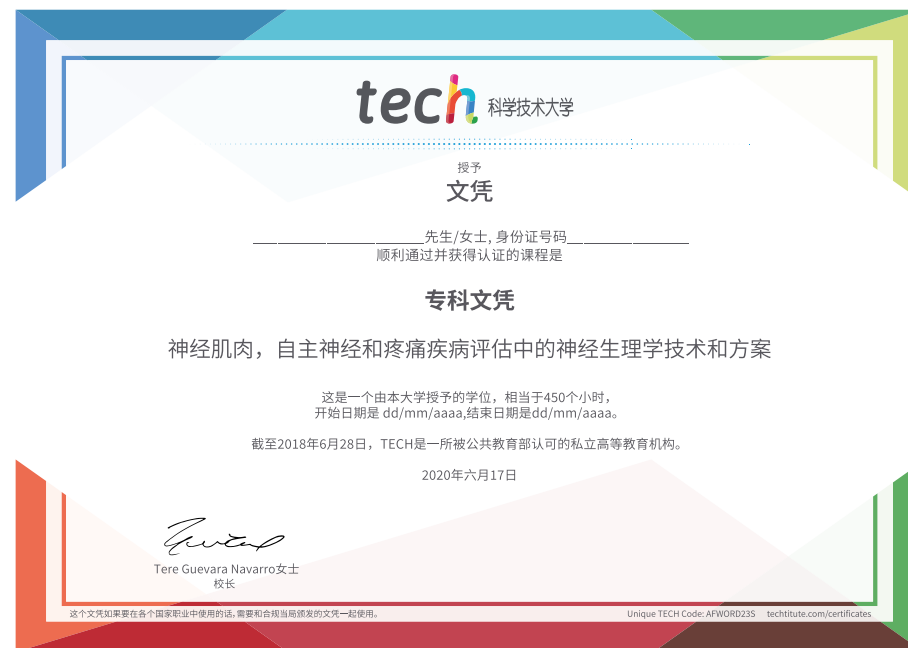 tech 科学技术大学
授予
文凭
__________________先生/女士, 身份证号码_____________
顺利通过并获得认证的课程是
专科文凭
神经肌肉，自主神经和疼痛疾病评估中的神经生理学技术和方案
这是一个由本大学授予的学位，相当于450个小时，
开始日期是 dd/mm/aaaa,结束日期是dd/mm/aaaa。
截至2018年6月28日，TECH是一所被公共教育部认可的私立高等教育机构。
2020年六月17日
Tere Guevara Navarro女士
校长
这个文凭如果要在各个国家职业中使用的话,需要和合规当局颁发的文凭一起使用。
Unique TECH Code: AFWORD23S techtitute.com/certificates